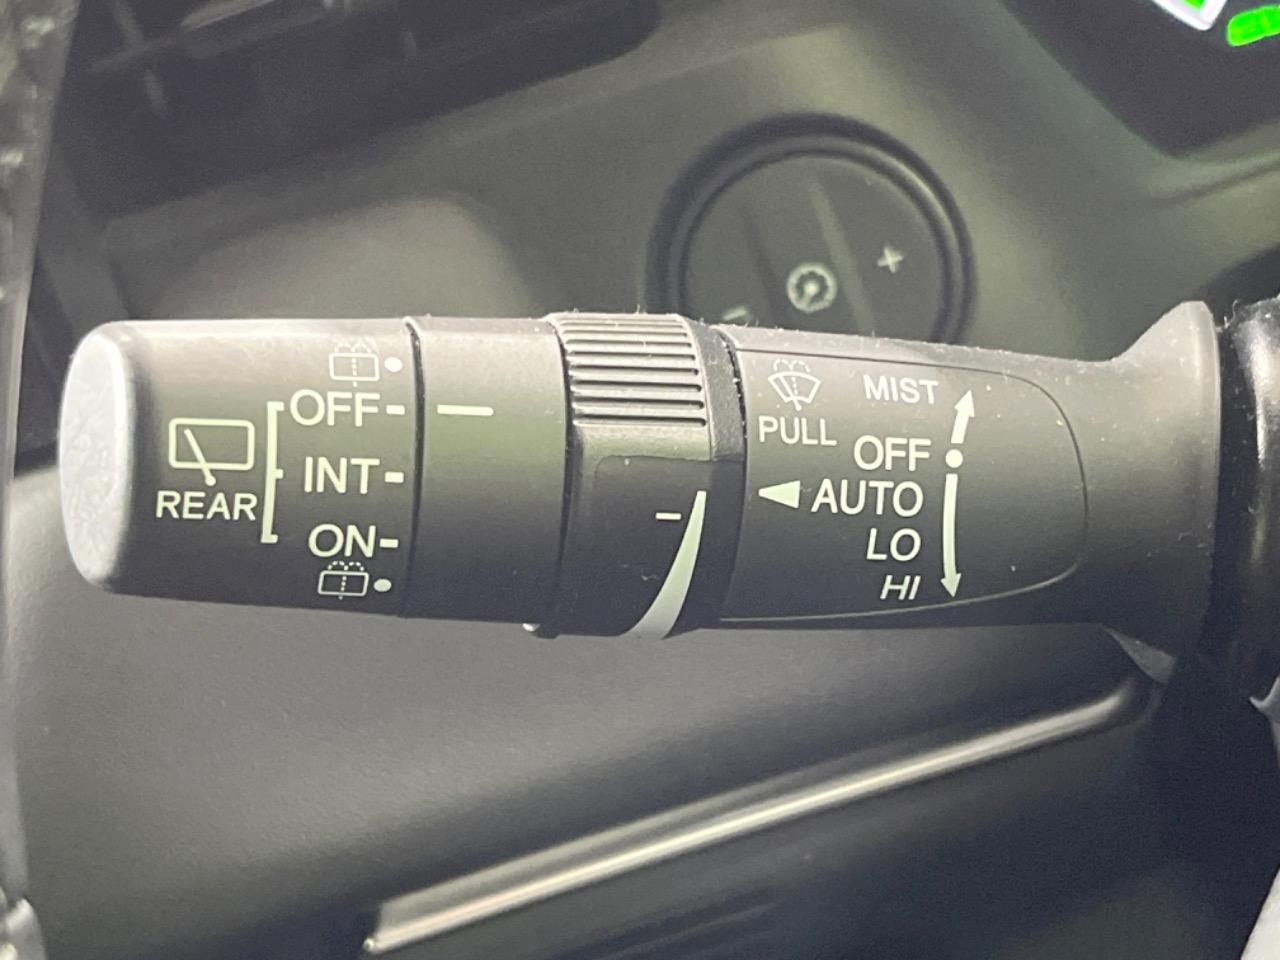 OFF-
INT-
ON-
REAR
PULL
MIST
OFF
AUTO
LO
HI